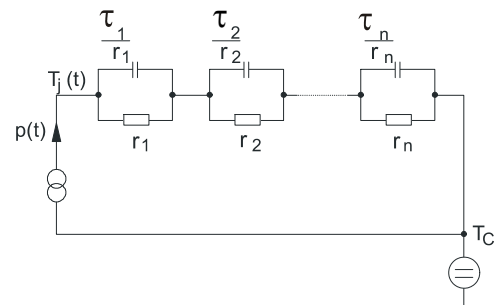 τ1 τ2 τn
r1 r2 rn
Tj(t)
p(t)
r1 r2 rn
TC